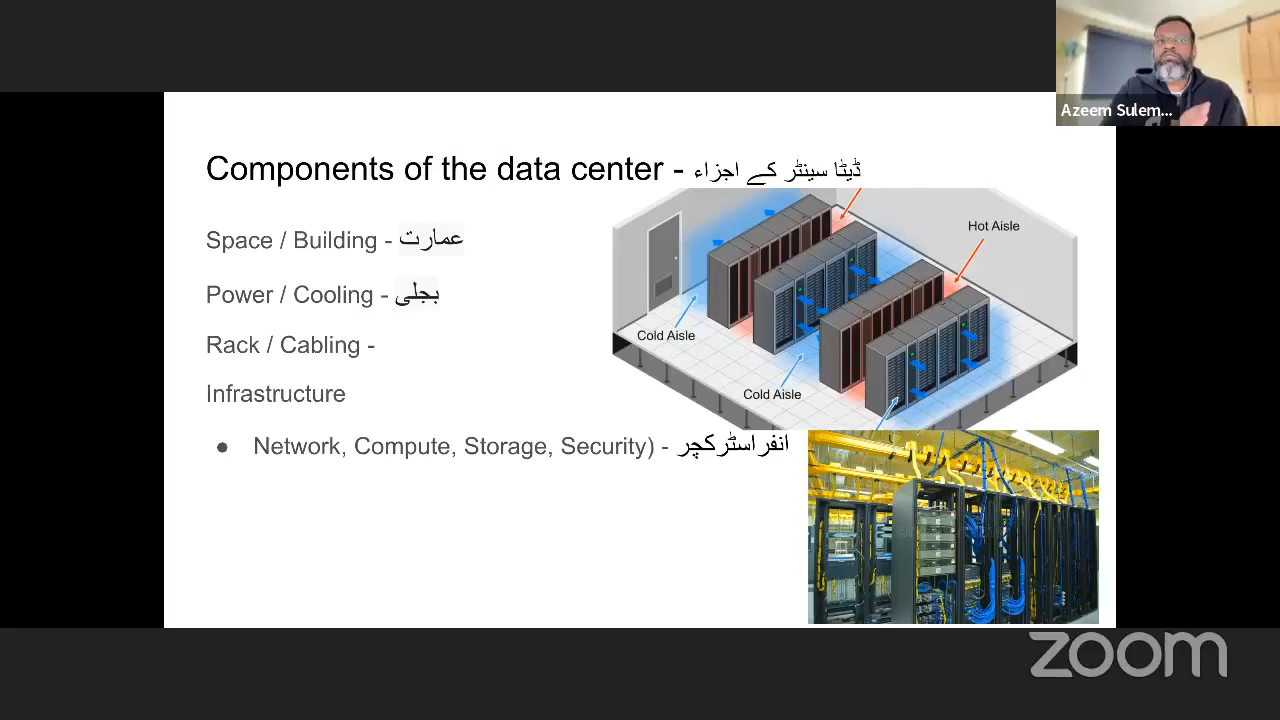 Azeem Sulem...
Components of the data center - ڈیٹا سینٹر کے اجزاء
Space / Building - عمارت
Power / Cooling - بجلی
Rack / Cabling -
Infrastructure
● Network, Compute, Storage, Security) - انفراسٹرکچر
Hot Aisle
Cold Aisle
Cold Aisle
zoom